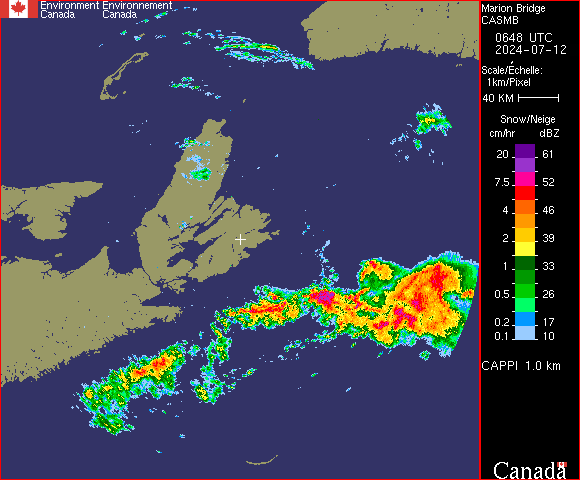 Environment Environnement
Canada Canada
Marion Bridge
CASMB
0648 UTC
2024-07-12
Scale/Échelle:
1km/Pixel
40 KM
Snow/Neige
cm/hr dBZ
20 61
7.5 52
4 46
2 39
1 33
0.5 26
0.2 17
0.1 10
CAPPI 1.0 km
Canada